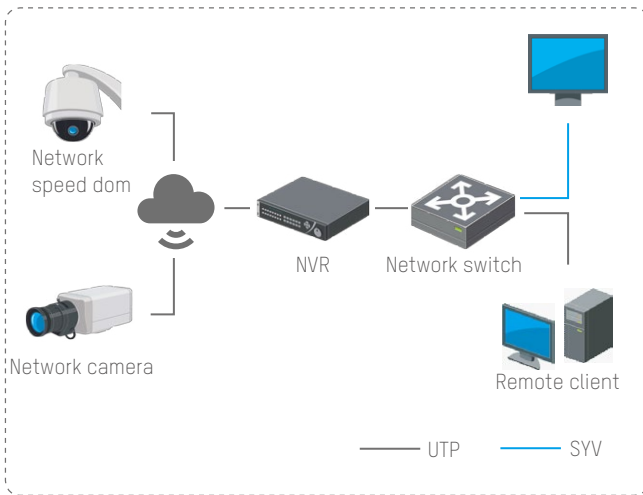 Network
speed dom
NVR
Network switch
Network camera
Remote client
UTP
SYV